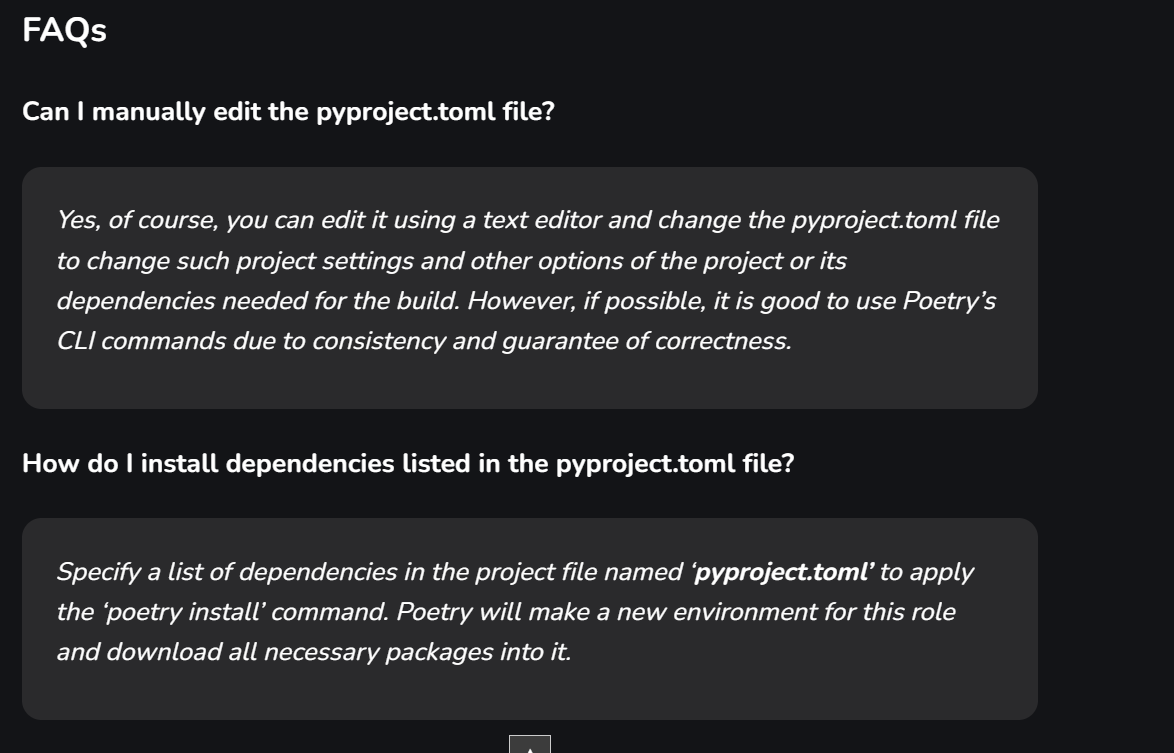 FAQs
Can I manually edit the pyproject.toml file?
Yes, of course, you can edit it using a text editor and change the pyproject.toml file
to change such project settings and other options of the project or its
dependencies needed for the build. However, if possible, it is good to use Poetry’s
CLI commands due to consistency and guarantee of correctness.
How do I install dependencies listed in the pyproject.toml file?
Specify a list of dependencies in the project file named ‘pyproject.toml’ to apply
the ‘poetry install’ command. Poetry will make a new environment for this role
and download all necessary packages into it.